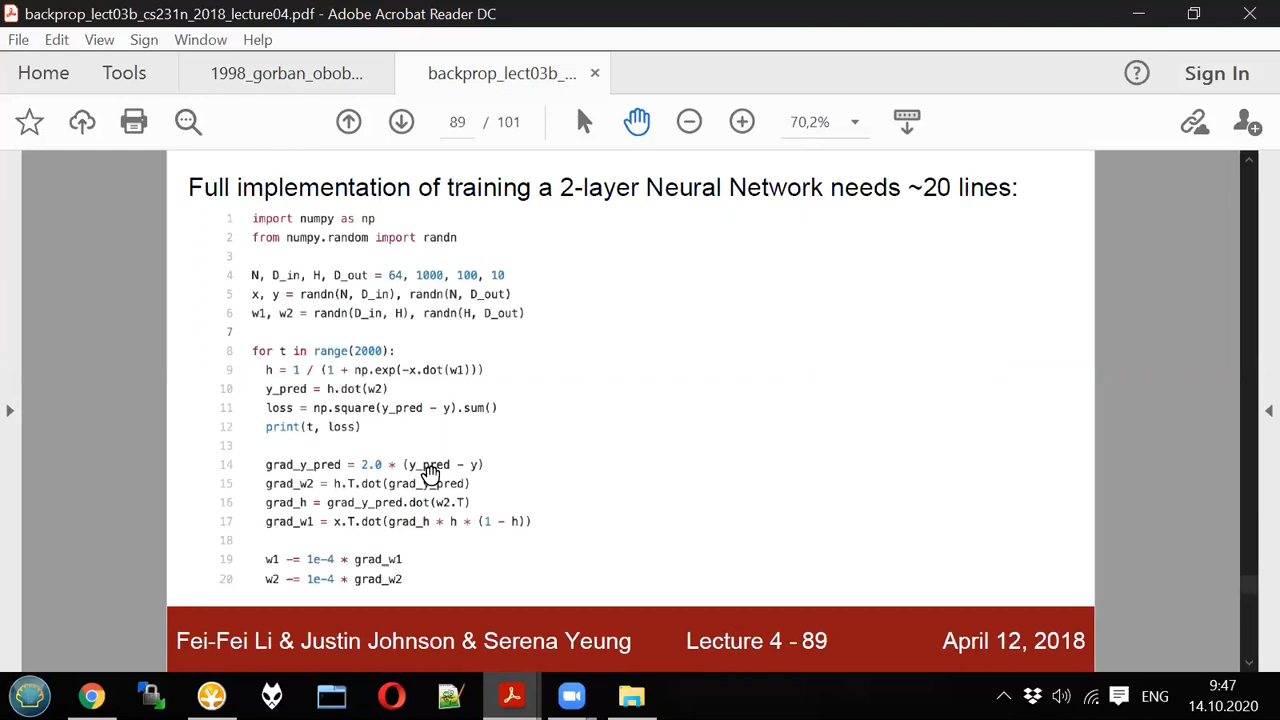 backprop_lect03b_cs231n_2018_lecture04.pdf - Adobe Acrobat Reader DC
File Edit View Sign Window Help
Home Tools 1998_gorban_obob... backprop_lect03b_... Sign In
89 / 101 70,2%
Full implementation of training a 2-layer Neural Network needs ~20 lines:
1 import numpy as np
2 from numpy.random import randn
3
4 N, D_in, H, D_out = 64, 1000, 100, 10
5 x, y = randn(N, D_in), randn(N, D_out)
6 w1, w2 = randn(D_in, H), randn(H, D_out)
7
8 for t in range(2000):
9 h = 1 / (1 + np.exp(-x.dot(w1)))
10 y_pred = h.dot(w2)
11 loss = np.square(y_pred - y).sum()
12 print(t, loss)
13
14 grad_y_pred = 2.0 * (y_pred - y)
15 grad_w2 = h.T.dot(grad_y_pred)
16 grad_h = grad_y_pred.dot(w2.T)
17 grad_w1 = x.T.dot(grad_h * h * (1 - h))
18
19 w1 -= 1e-4 * grad_w1
20 w2 -= 1e-4 * grad_w2
Fei-Fei Li & Justin Johnson & Serena Yeung Lecture 4 - 89 April 12, 2018
ENG 9:47
14.10.2020